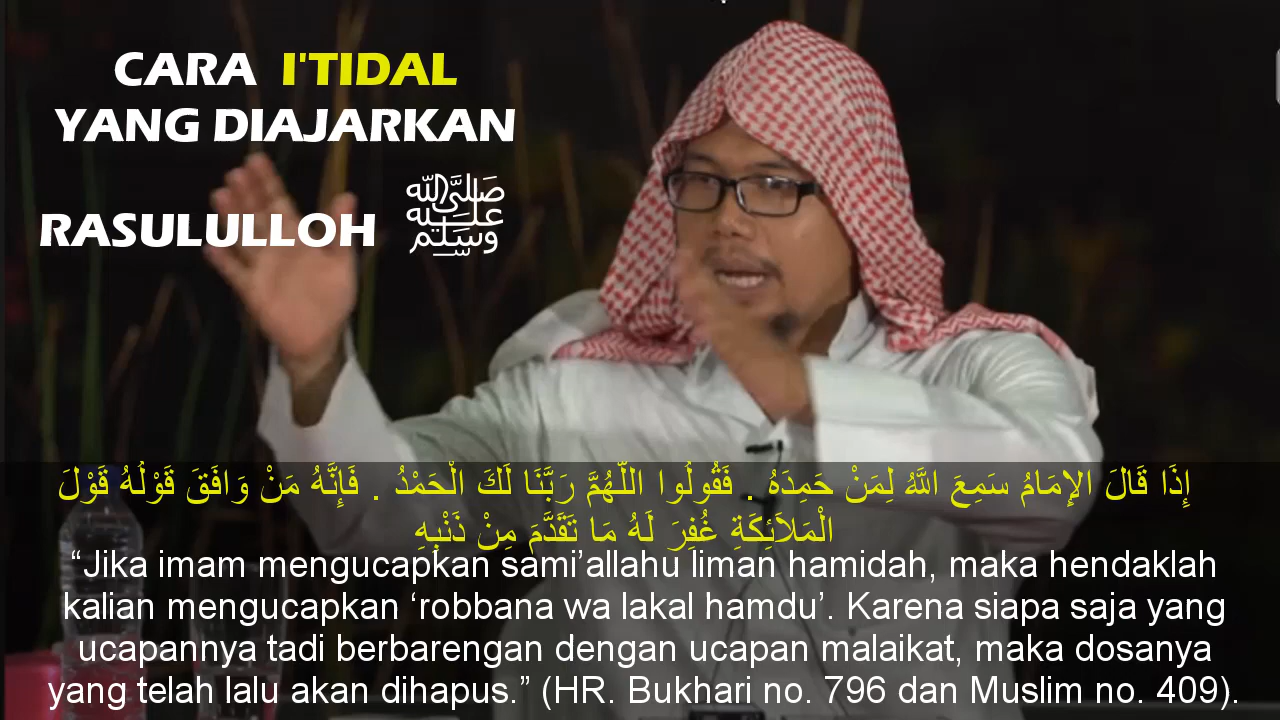 CARA I'TIDAL
YANG DIAJARKAN
RASULULLOH ﷺ
إِذَا قَالَ الإِمَامُ سَمِعَ اللَّهُ لِمَنْ حَمِدَهُ . فَقُولُوا اللَّهُمَّ رَبَّنَا لَكَ الْحَمْدُ . فَإِنَّهُ مَنْ وَافَقَ قَوْلُهُ قَوْلَ
الْمَلاَئِكَةِ غُفِرَ لَهُ مَا تَقَدَّمَ مِنْ ذَنْبِهِ
“Jika imam mengucapkan sami’allahu liman hamidah, maka hendaklah
kalian mengucapkan ‘robbana wa lakal hamdu’. Karena siapa saja yang
ucapannya tadi berbarengan dengan ucapan malaikat, maka dosanya
yang telah lalu akan dihapus.” (HR. Bukhari no. 796 dan Muslim no. 409).